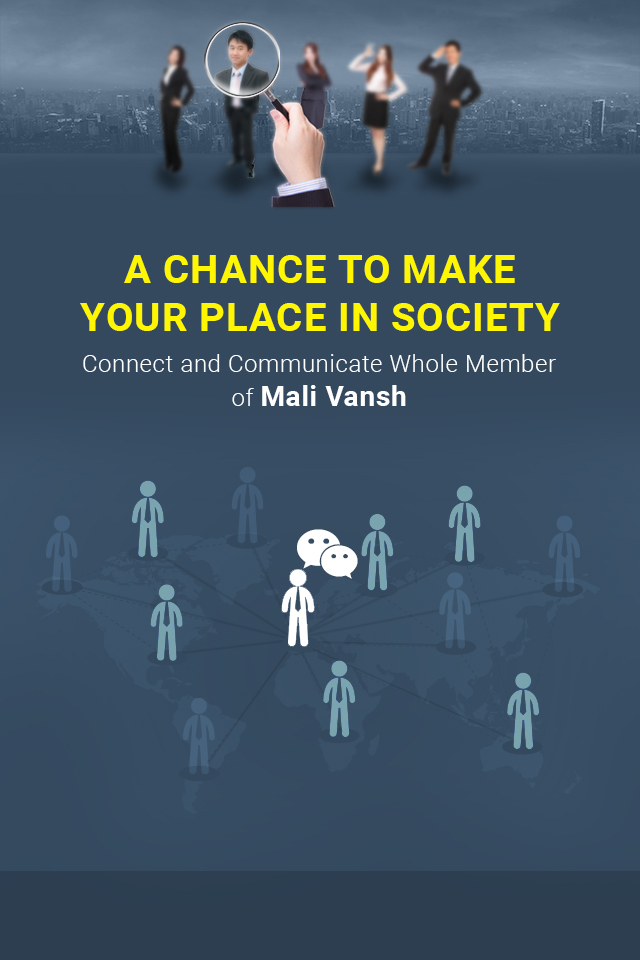 A CHANCE TO MAKE
YOUR PLACE IN SOCIETY
Connect and Communicate Whole Member
of Mali Vansh